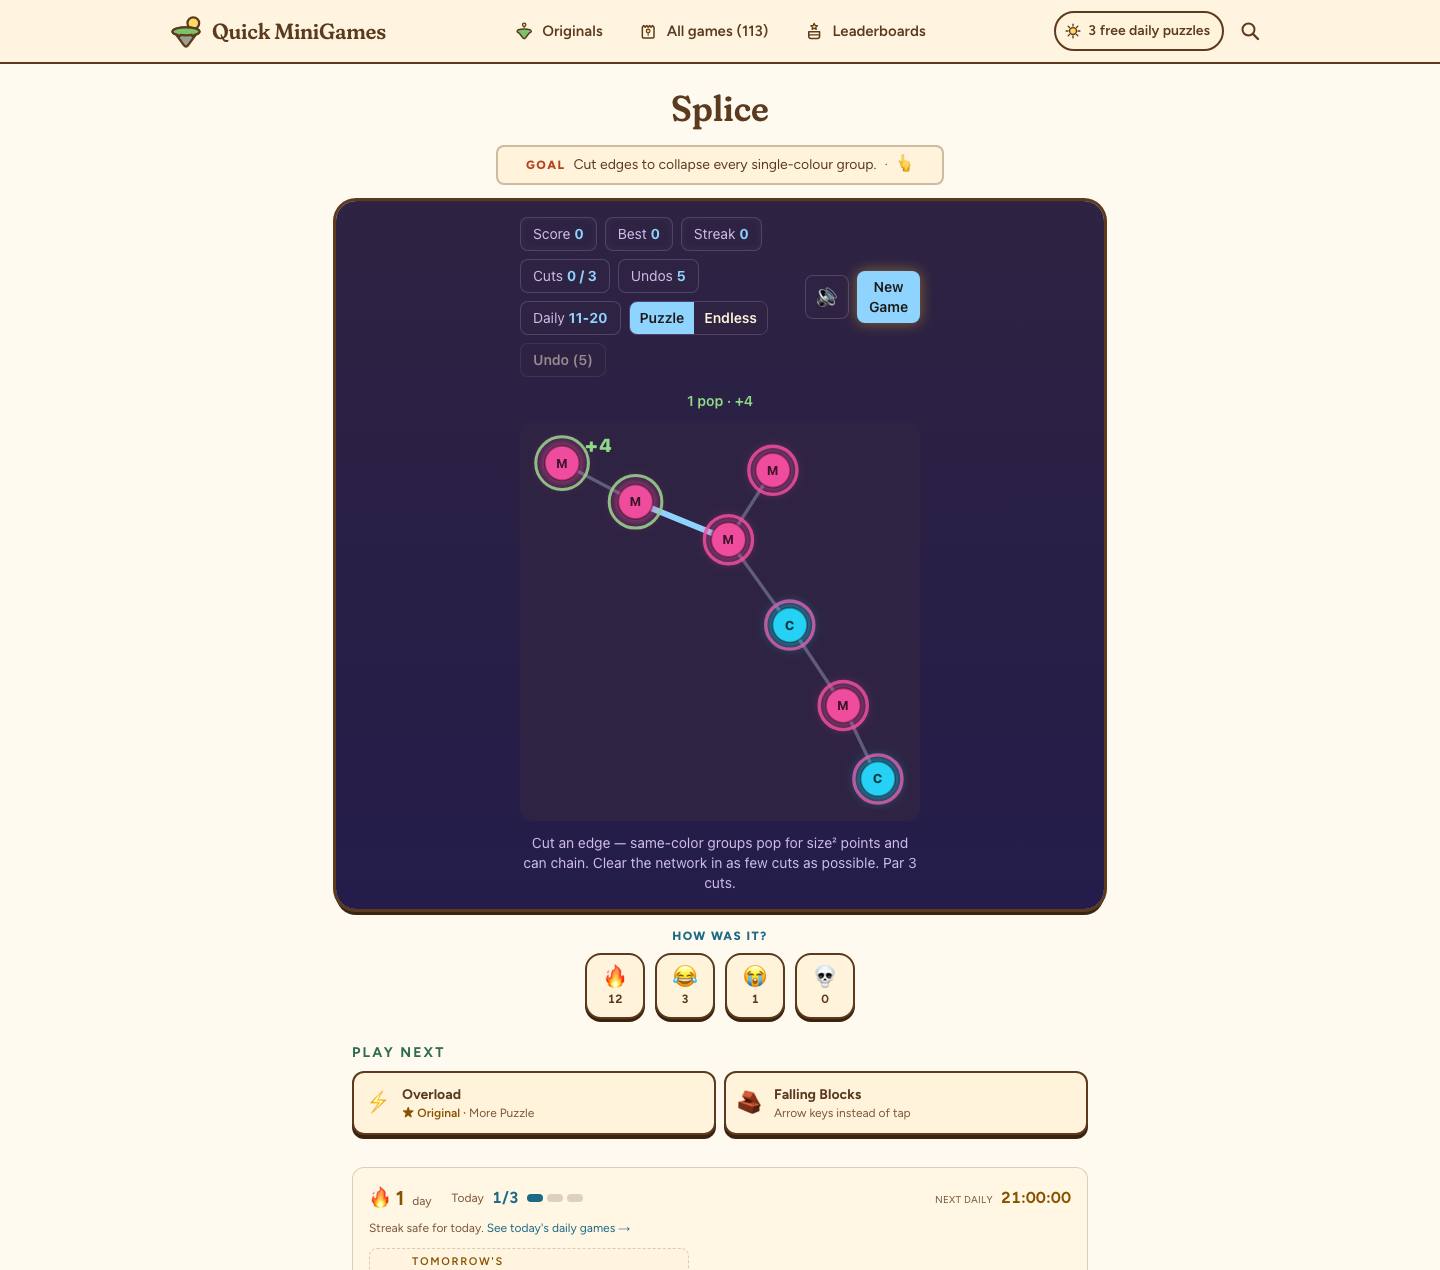 Quick MiniGames
Originals
All games (113)
Leaderboards
3 free daily puzzles
Splice
GOAL Cut edges to collapse every single-colour group. ·
Score 0
Best 0
Streak 0
Cuts 0 / 3
Undos 5
Daily 11-20
Puzzle
Endless
Undo (5)
New
Game
1 pop · +4
+4
M
M
M
M
C
M
C
Cut an edge — same-color groups pop for size² points and
can chain. Clear the network in as few cuts as possible. Par 3
cuts.
HOW WAS IT?
12
3
1
0
PLAY NEXT
Overload
Original · More Puzzle
Falling Blocks
Arrow keys instead of tap
1 day
Today 1/3
NEXT DAILY 21:00:00
Streak safe for today. See today's daily games →
TOMORROW'S